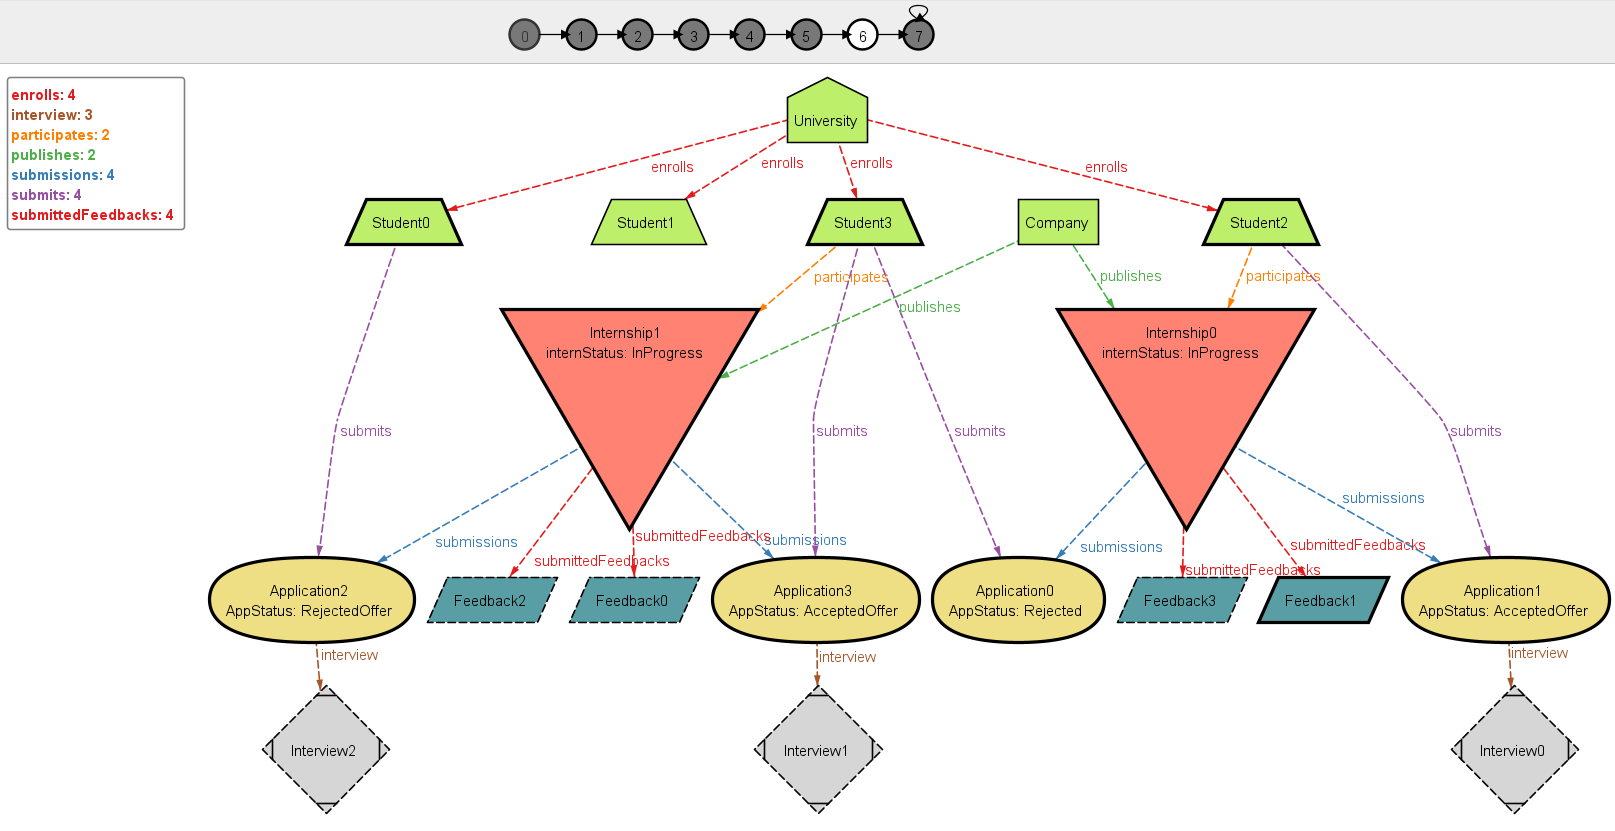 0 1 2 3 4 5 6 7
enrolls: 4
interview: 3
participates: 2
publishes: 2
submissions: 4
submits: 4
submittedFeedbacks: 4
University
enrolls
enrolls
enrolls
enrolls
Student0
Student1
Student3
Company
Student2
participates
publishes
participates
publishes
Internship1
internStatus: InProgress
Internship0
internStatus: InProgress
submits
submits
submits
submits
submissions
submissions
submittedFeedbacks
submissions
submissions
submittedFeedbacks
submittedFeedbacks
submittedFeedbacks
Application2
AppStatus: RejectedOffer
Feedback2
Feedback0
Application3
AppStatus: AcceptedOffer
Application0
AppStatus: Rejected
Feedback3
Feedback1
Application1
AppStatus: AcceptedOffer
interview
interview
interview
Interview2
Interview1
Interview0